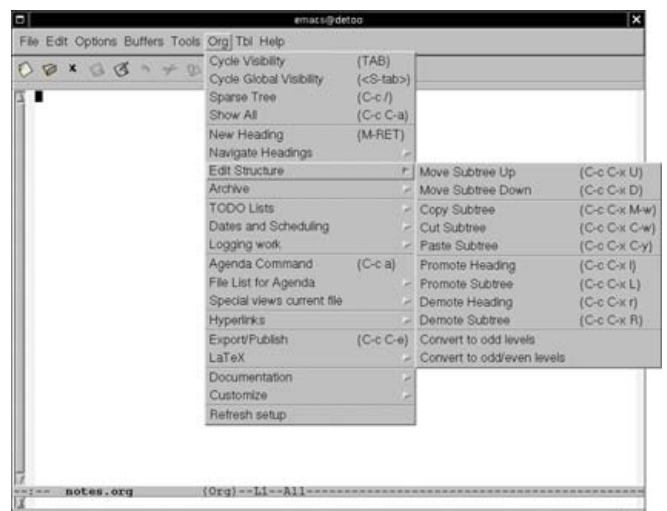 emacs@detoo
File Edit Options Buffers Tools Org Tbl Help
Cycle Visibility (TAB)
Cycle Global Visibility (<S-tab>)
Sparse Tree (C-c /)
Show All (C-c C-a)
New Heading (M-RET)
Navigate Headings
Edit Structure
Archive
TODO Lists
Dates and Scheduling
Logging work
Agenda Command (C-c a)
File List for Agenda
Special views current file
Hyperlinks
Export/Publish (C-c C-e)
LaTeX
Documentation
Customize
Refresh setup
Move Subtree Up (C-c C-x U)
Move Subtree Down (C-c C-x D)
Copy Subtree (C-c C-x M-w)
Cut Subtree (C-c C-x C-w)
Paste Subtree (C-c C-x C-y)
Promote Heading (C-c C-x l)
Promote Subtree (C-c C-x L)
Demote Heading (C-c C-x r)
Demote Subtree (C-c C-x R)
Convert to odd levels
Convert to odd/even levels
--:-- notes.org (Org)--L1--All--------------------